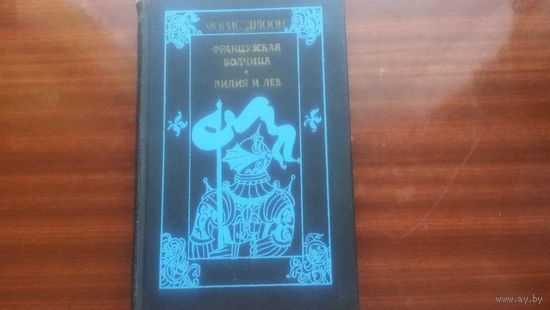 МОРИС ДРЮОН
ФРАНЦУЗСКАЯ
ВОЛЧИЦА
ЛИЛИЯ И ЛЕВ
www.ay.by